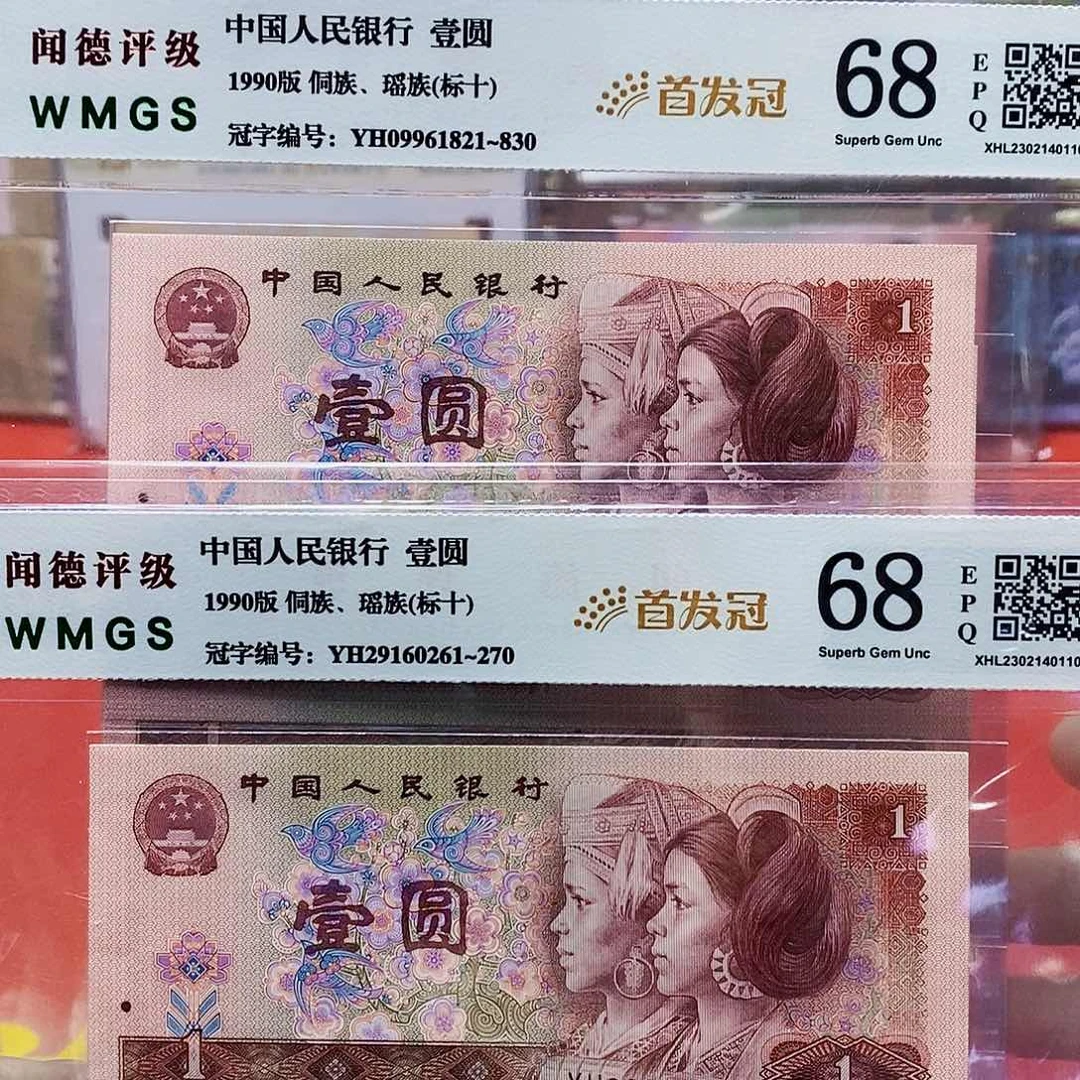 闻德评级
WMGS
中国人民银行 壹圆
1990版 侗族、瑶族(标十)
冠字编号：YH09961821~830
首发冠
68
Superb Gem Unc
EPQ
中国人民银行
壹圆
1
闻德评级
WMGS
中国人民银行 壹圆
1990版 侗族、瑶族(标十)
冠字编号：YH29160261~270
首发冠
68
Superb Gem Unc
EPQ
中国人民银行
壹圆
1
1
1